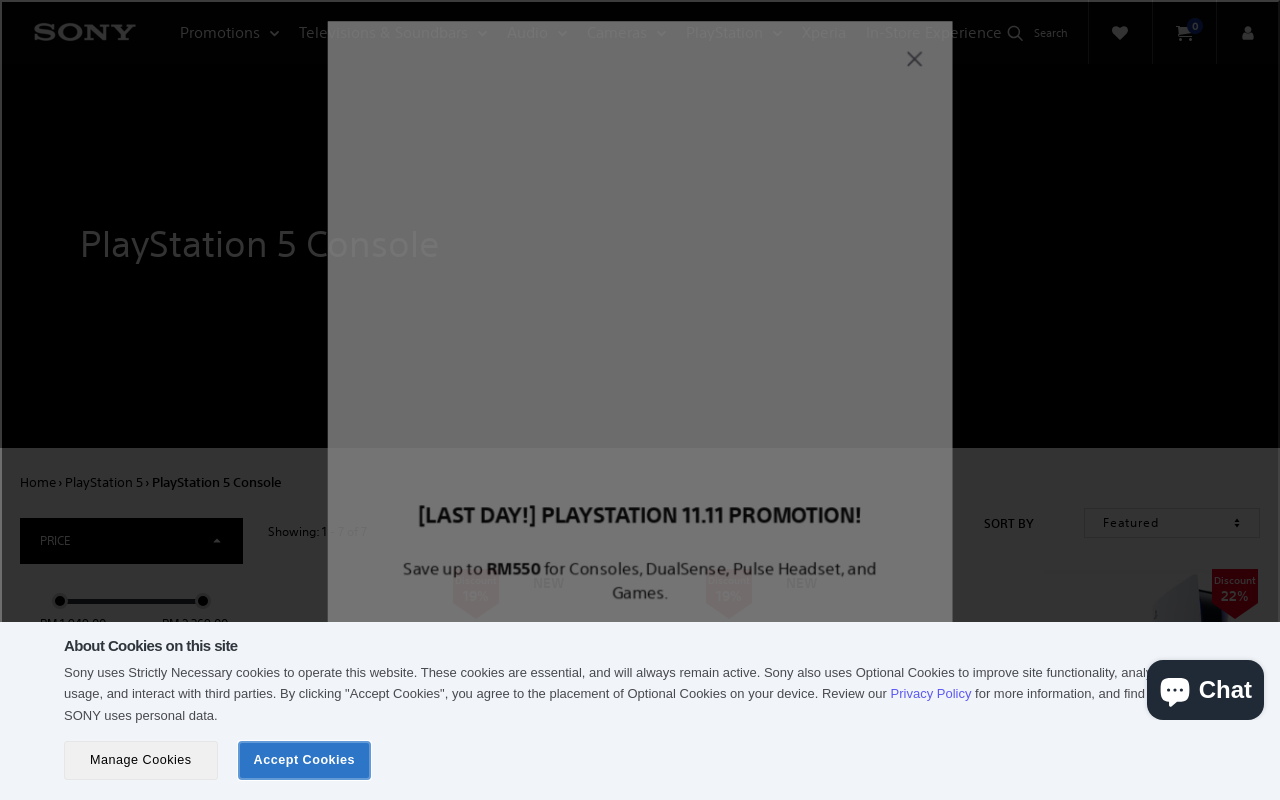 SONY
Promotions
Televisions & Soundbars
Audio
Cameras
PlayStation
Xperia
In-Store Experience
Search
0
PlayStation 5 Console
Home › PlayStation 5 › PlayStation 5 Console
PRICE
Showing: 1 - 7 of 7
SORT BY
Featured
[LAST DAY!] PLAYSTATION 11.11 PROMOTION!
Save up to RM550 for Consoles, DualSense, Pulse Headset, and
Games.
NEW
NEW
Discount
22%
About Cookies on this site
Sony uses Strictly Necessary cookies to operate this website. These cookies are essential, and will always remain active. Sony also uses Optional Cookies to improve site functionality,
usage, and interact with third parties. By clicking "Accept Cookies", you agree to the placement of Optional Cookies on your device. Review our Privacy Policy for more information, and find
SONY uses personal data.
Manage Cookies
Accept Cookies
Chat